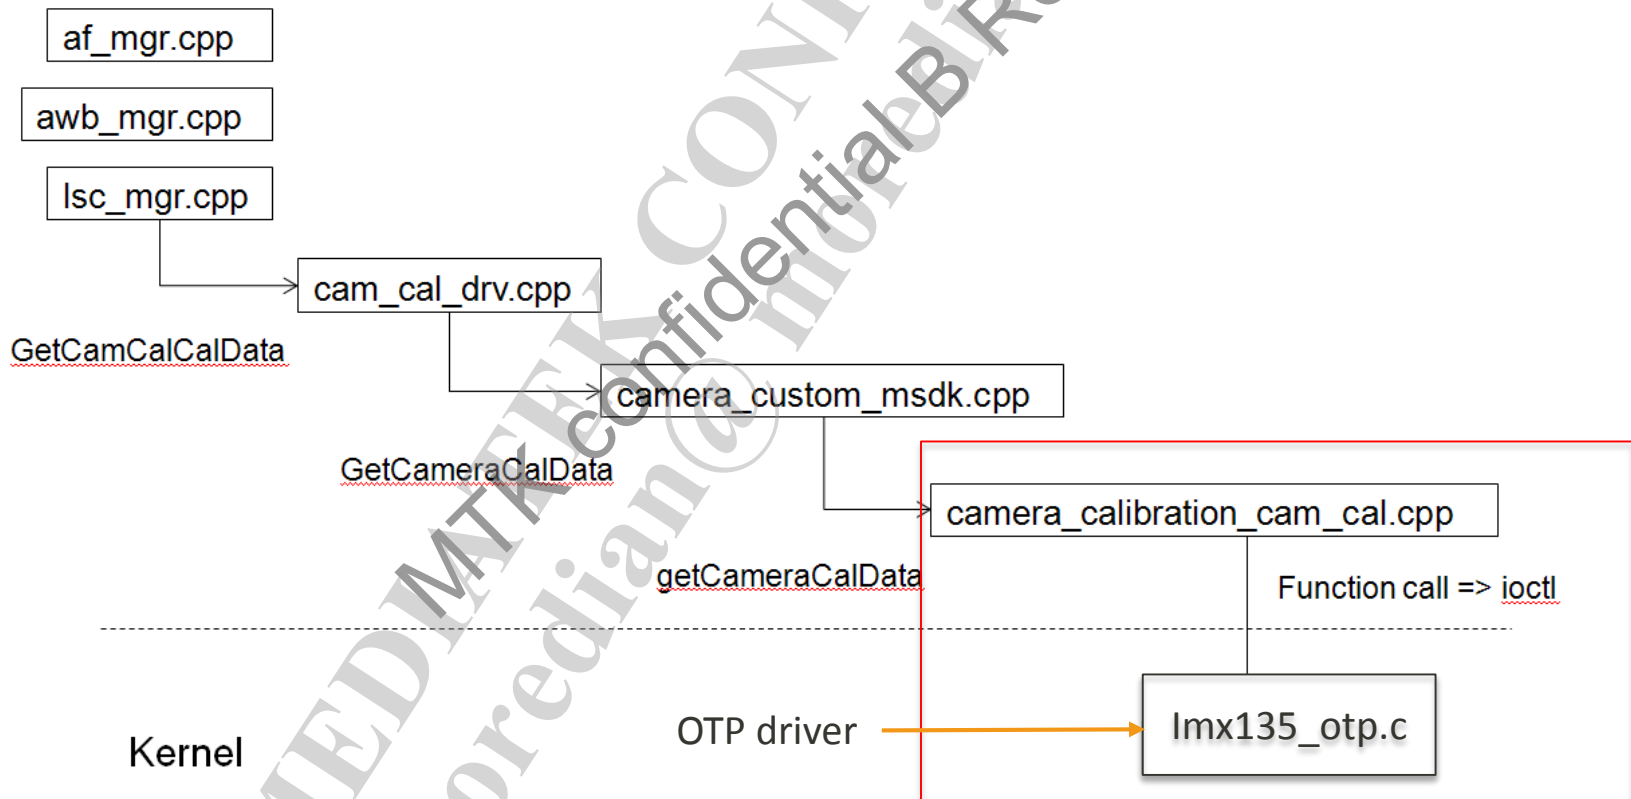 af_mgr.cpp
awb_mgr.cpp
lsc_mgr.cpp
cam_cal_drv.cpp
GetCamCalCalData
camera_custom_msdk.cpp
GetCameraCalData
camera_calibration_cam_cal.cpp
getCameraCalData
Function call => ioctl
OTP driver
Imx135_otp.c
Kernel
MTK confidential B
MEDIATEK